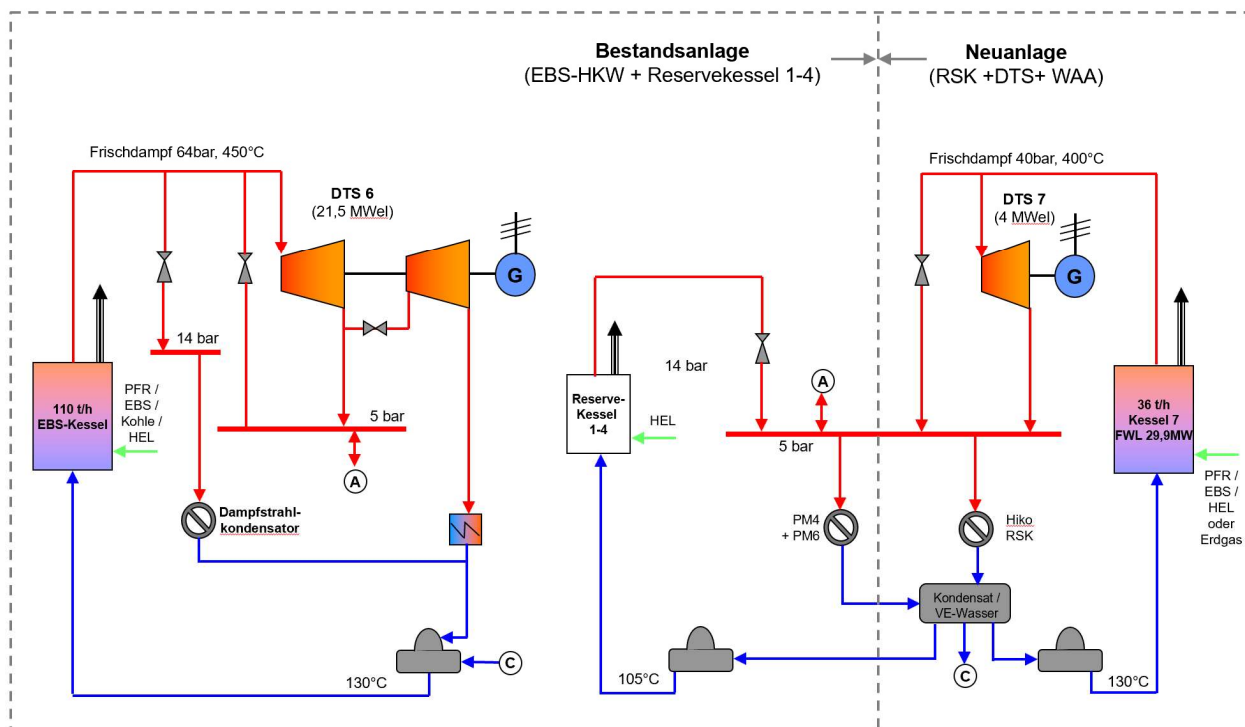 Bestandsanlage
(EBS-HKW + Reservekessel 1-4)
Neuanlage
(RSK +DTS+ WAA)
Frischdampf 64bar, 450°C
DTS 6
(21,5 MWel)
G
14 bar
110 t/h
EBS-Kessel
PFR /
EBS /
Kohle /
HEL
5 bar
A
Dampfstrahl-
kondensator
C
130°C
14 bar
Reserve-
Kessel
1-4
HEL
A
5 bar
PM4
+ PM6
Hiko
RSK
Kondensat /
VE-Wasser
105°C
C
130°C
Frischdampf 40bar, 400°C
DTS 7
(4 MWel)
G
36 t/h
Kessel 7
FWL 29,9MW
PFR /
EBS /
HEL
oder
Erdgas